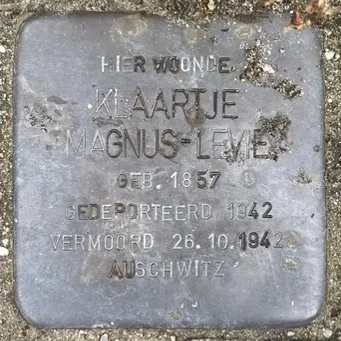 HIER WOONDE
KLAARTJE
MAGNUS-LEVIE
GEB. 1857
GEDEPORTEERD 1942
VERMOORD 26.10.1942
AUSCHWITZ